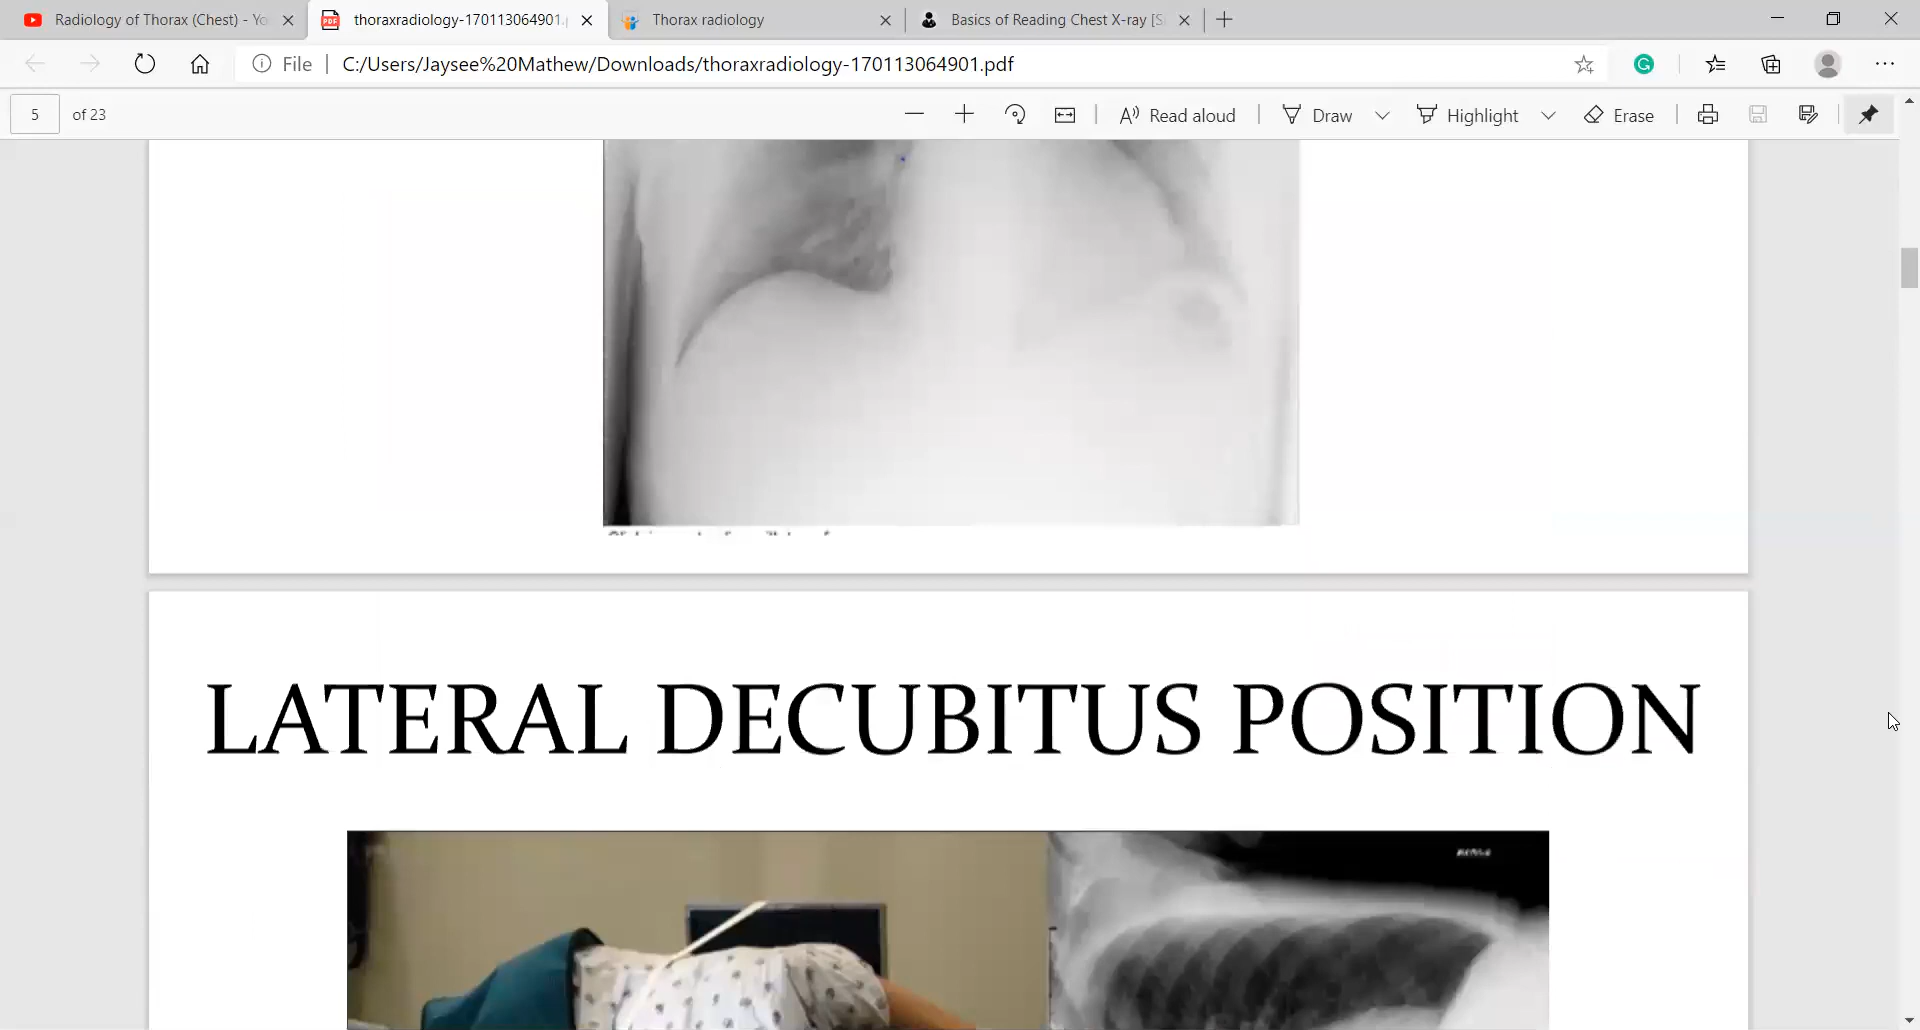 Radiology of Thorax (Chest) - Yo
thoraxradiology-170113064901.
Thorax radiology
Basics of Reading Chest X-ray [S
File
C:/Users/Jaysee%20Mathew/Downloads/thoraxradiology-170113064901.pdf
5 of 23
Read aloud
Draw
Highlight
Erase
LATERAL DECUBITUS POSITION